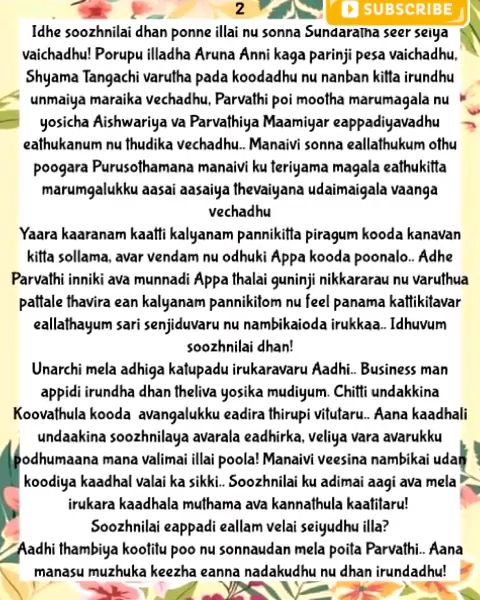 2
SUBSCRIBE
Idhe soozhnilai dhan ponne illai nu sonna Sundaratha seer seiya
vaichadhu! Porupu illadha Aruna Anni kaga parinji pesa vaichadhu,
Shyama Tangachi varutha pada koodadhu nu nanban kitta irundhu
unmaiya maraika vechadhu, Parvathi poi mootha marumagala nu
yosicha Aishwariya va Parvathiya Maamiyar eappadiyavadhu
eathukanum nu thudika vechadhu.. Manaivi sonna eallathukum othu
poogara Purusothamana manaivi ku teriyama magala eathukitta
marumgalukku aasai aasaiya thevaiyana udaimaigala vaanga
vechadhu
Yaara kaaranam kaatti kalyanam pannikitta piragum kooda kanavan
kitta sollama, avar vendam nu odhuki Appa kooda poonalo.. Adhe
Parvathi inniki ava munnadi Appa thalai guninji nikkararau nu varuthua
pattale thavira ean kalyanam pannikitom nu feel panama kattikitavar
eallathayum sari senjiduvaru nu nambikaioda irukkaa.. Idhuvum
soozhnilai dhan!
Unarchi mela adhiga katupadu irukaravaru Aadhi.. Business man
appidi irundha dhan theliva yosika mudiyum. Chitti undakkina
Koovathula kooda avangalukku eadira thirupi vitutaru.. Aana kaadhali
undaakina soozhnilaya avarala eadhirka, veliya vara avarukku
podhumaana mana valimai illai poola! Manaivi veesina nambikai udan
koodiya kaadhal valai ka sikki.. Soozhnilai ku adimai aagi ava mela
irukara kaadhala muthama ava kannathula kaatitaru!
Soozhnilai eappadi eallam velai seiyudhu illa?
Aadhi thambiya kootitu poo nu sonnaudan mela poita Parvathi.. Aana
manasu muzhuka keezha eanna nadakudhu nu dhan irundadhu!